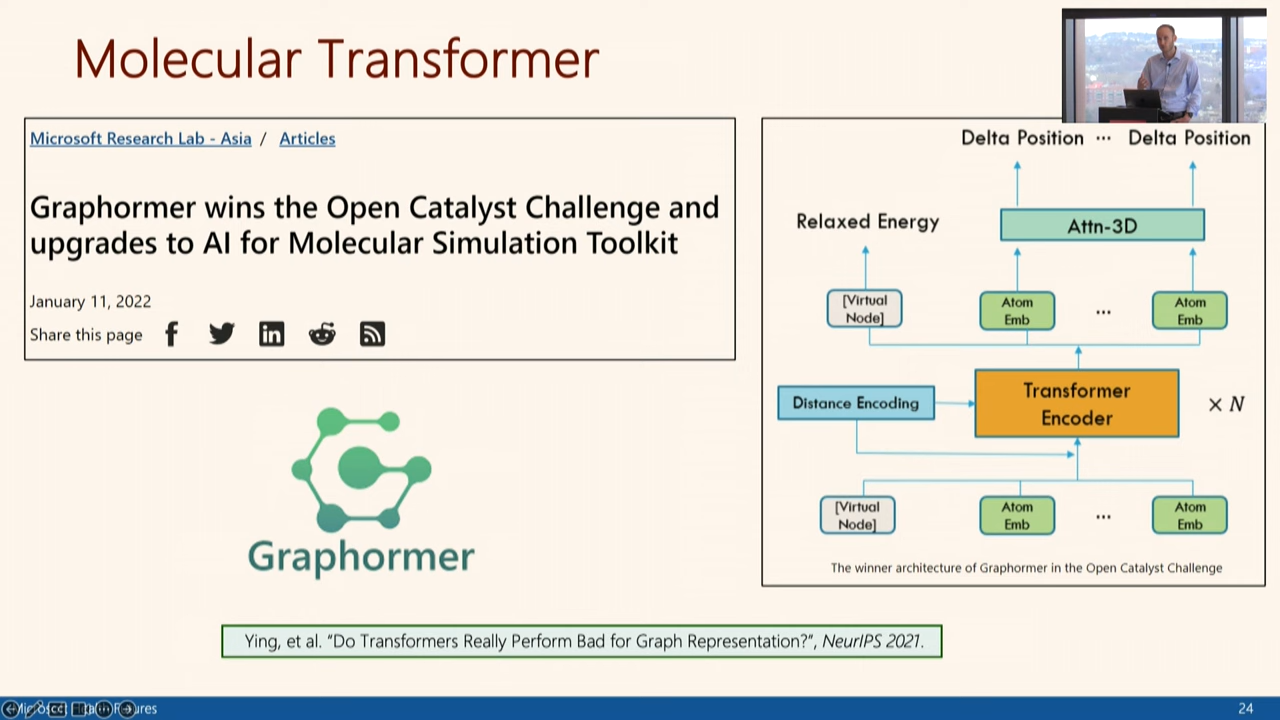 Molecular Transformer
Microsoft Research Lab - Asia / Articles
Graphormer wins the Open Catalyst Challenge and
upgrades to AI for Molecular Simulation Toolkit
January 11, 2022
Share this page
Graphormer
Delta Position ... Delta Position
Attn-3D
Relaxed Energy
[Virtual
Node]
Atom
Emb
...
Atom
Emb
Distance Encoding
Transformer
Encoder
× N
[Virtual
Node]
Atom
Emb
...
Atom
Emb
The winner architecture of Graphormer in the Open Catalyst Challenge
Ying, et al. “Do Transformers Really Perform Bad for Graph Representation?”, NeurIPS 2021.
24